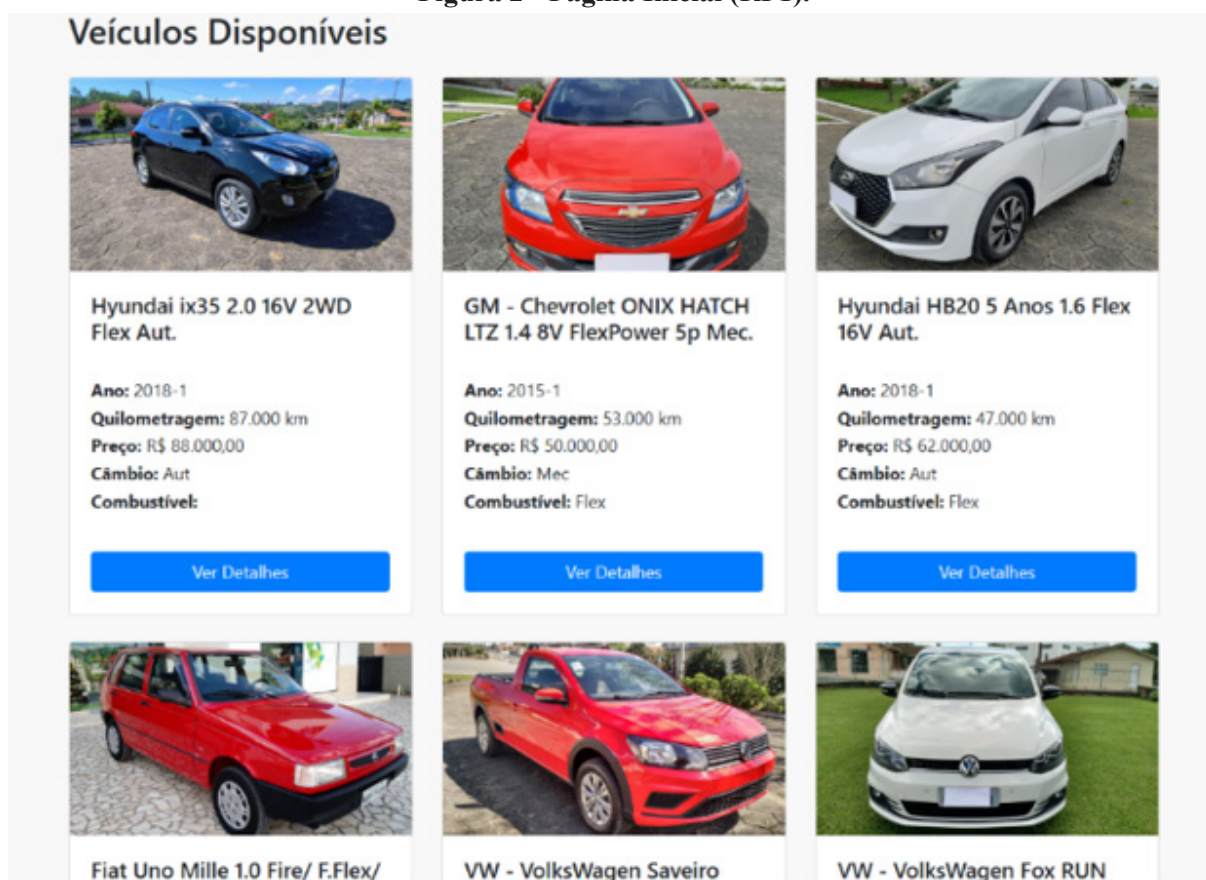 Veículos Disponíveis
Hyundai ix35 2.0 16V 2WD
Flex Aut.
Ano: 2018-1
Quilometragem: 87.000 km
Preço: R$ 88.000,00
Câmbio: Aut
Combustível:
Ver Detalhes
GM - Chevrolet ONIX HATCH
LTZ 1.4 8V FlexPower 5p Mec.
Ano: 2015-1
Quilometragem: 53.000 km
Preço: R$ 50.000,00
Câmbio: Mec
Combustível: Flex
Ver Detalhes
Hyundai HB20 5 Anos 1.6 Flex
16V Aut.
Ano: 2018-1
Quilometragem: 47.000 km
Preço: R$ 62.000,00
Câmbio: Aut
Combustível: Flex
Ver Detalhes
Fiat Uno Mille 1.0 Fire/ F.Flex/
VW - VolksWagen Saveiro
VW - VolksWagen Fox RUN